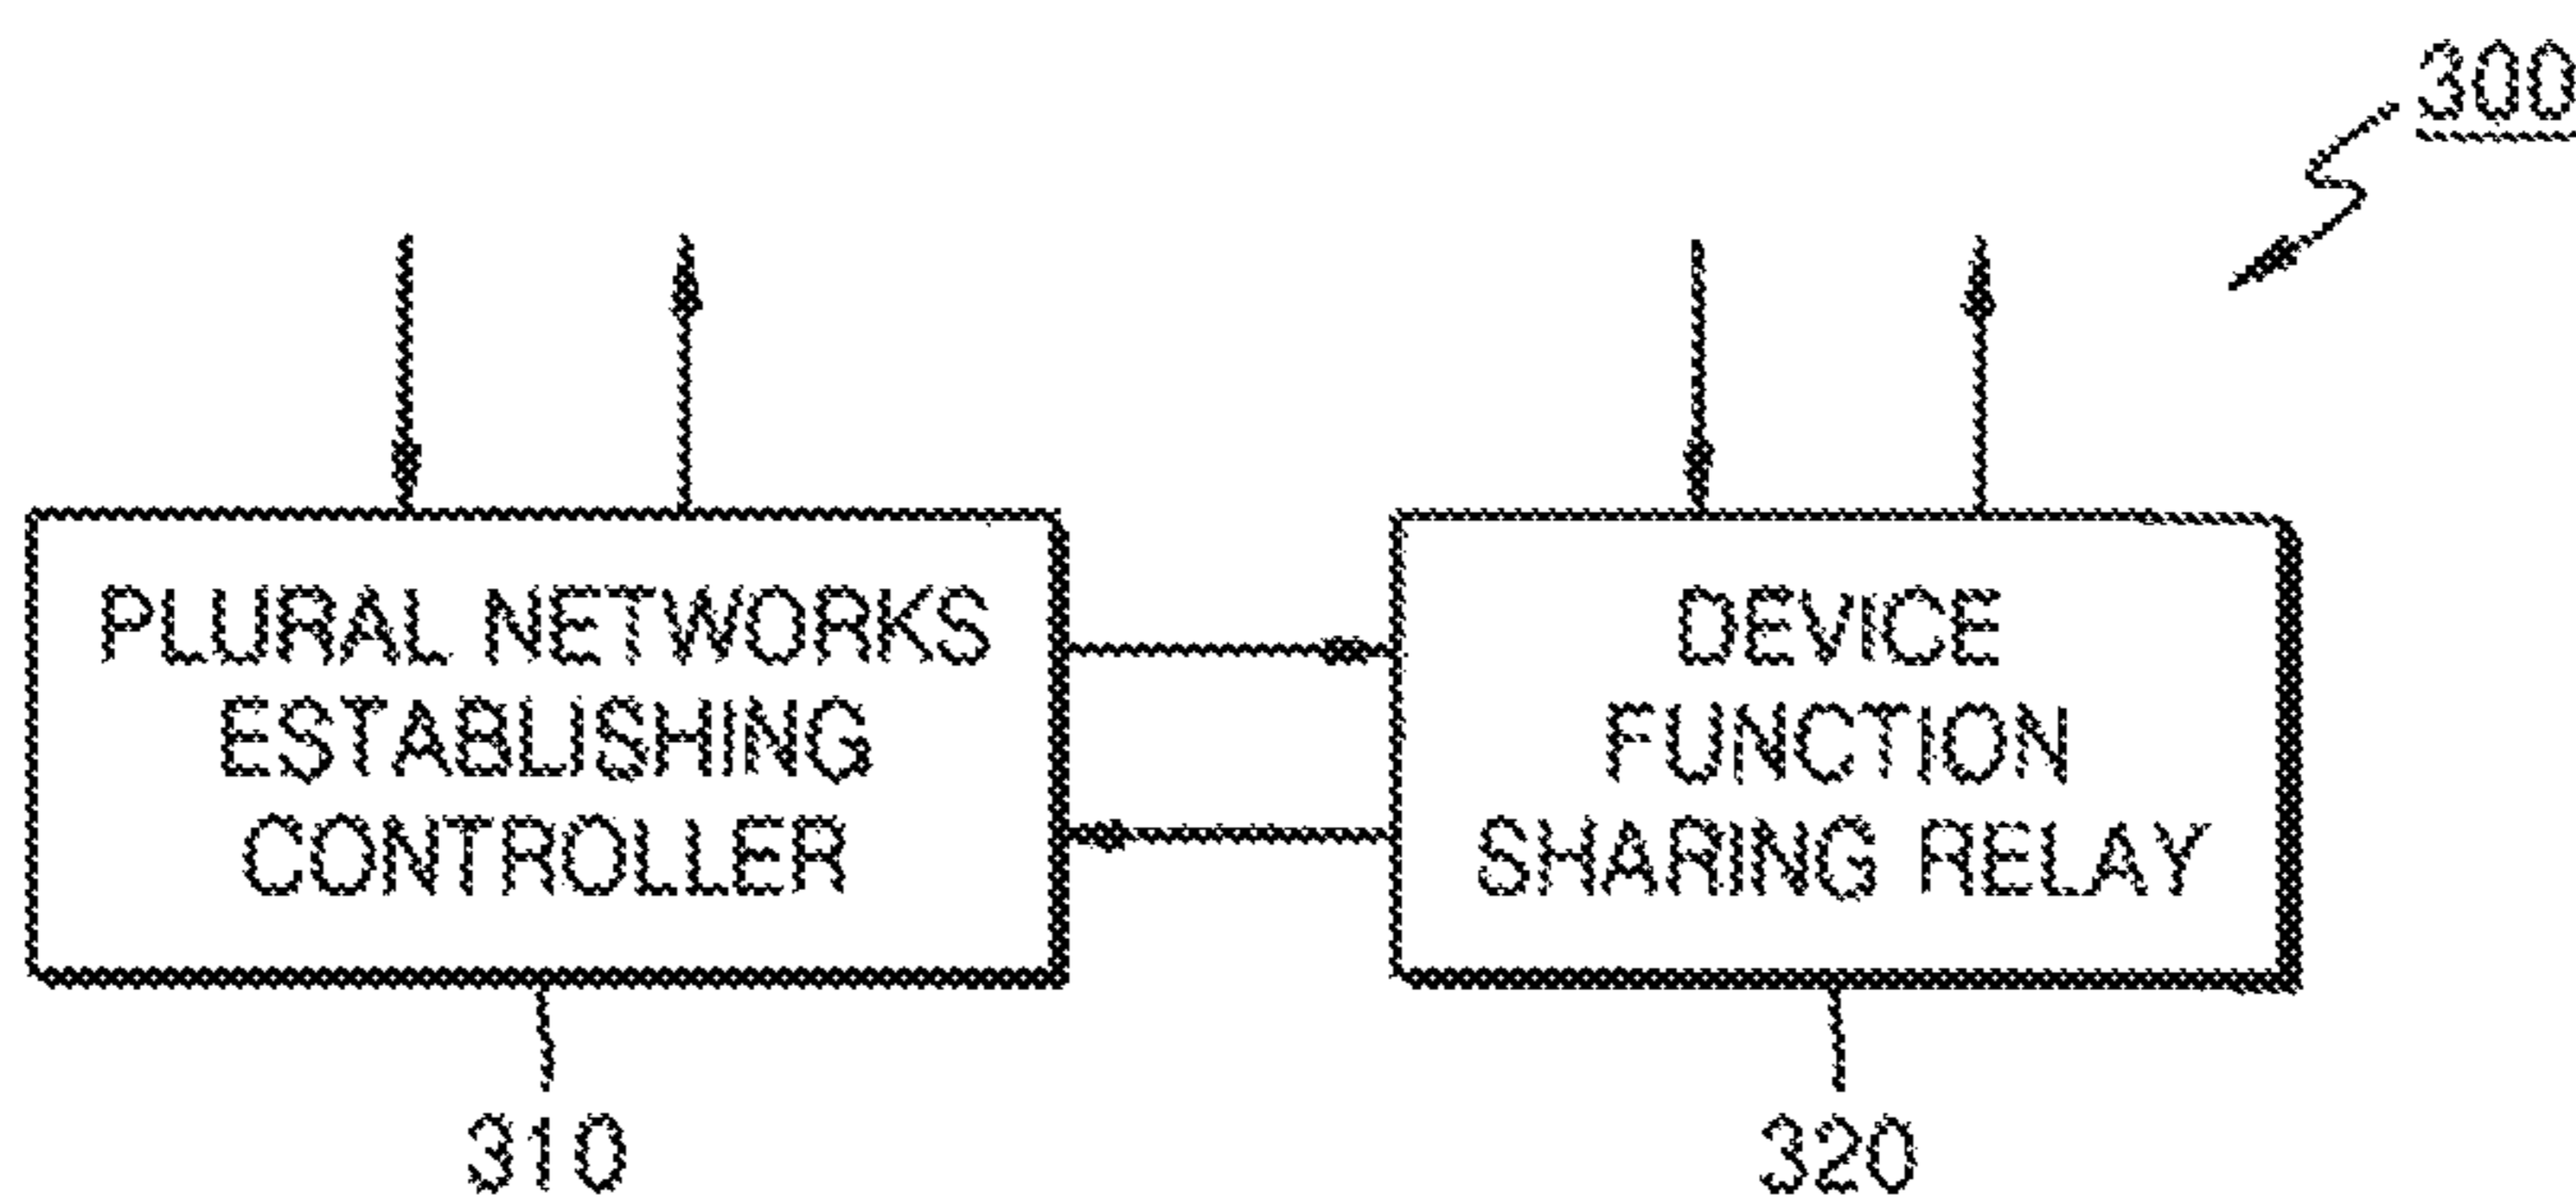 300
PLURAL NETWORKS
ESTABLISHING
CONTROLLER
DEVICE
FUNCTION
SHARING RELAY
310
320